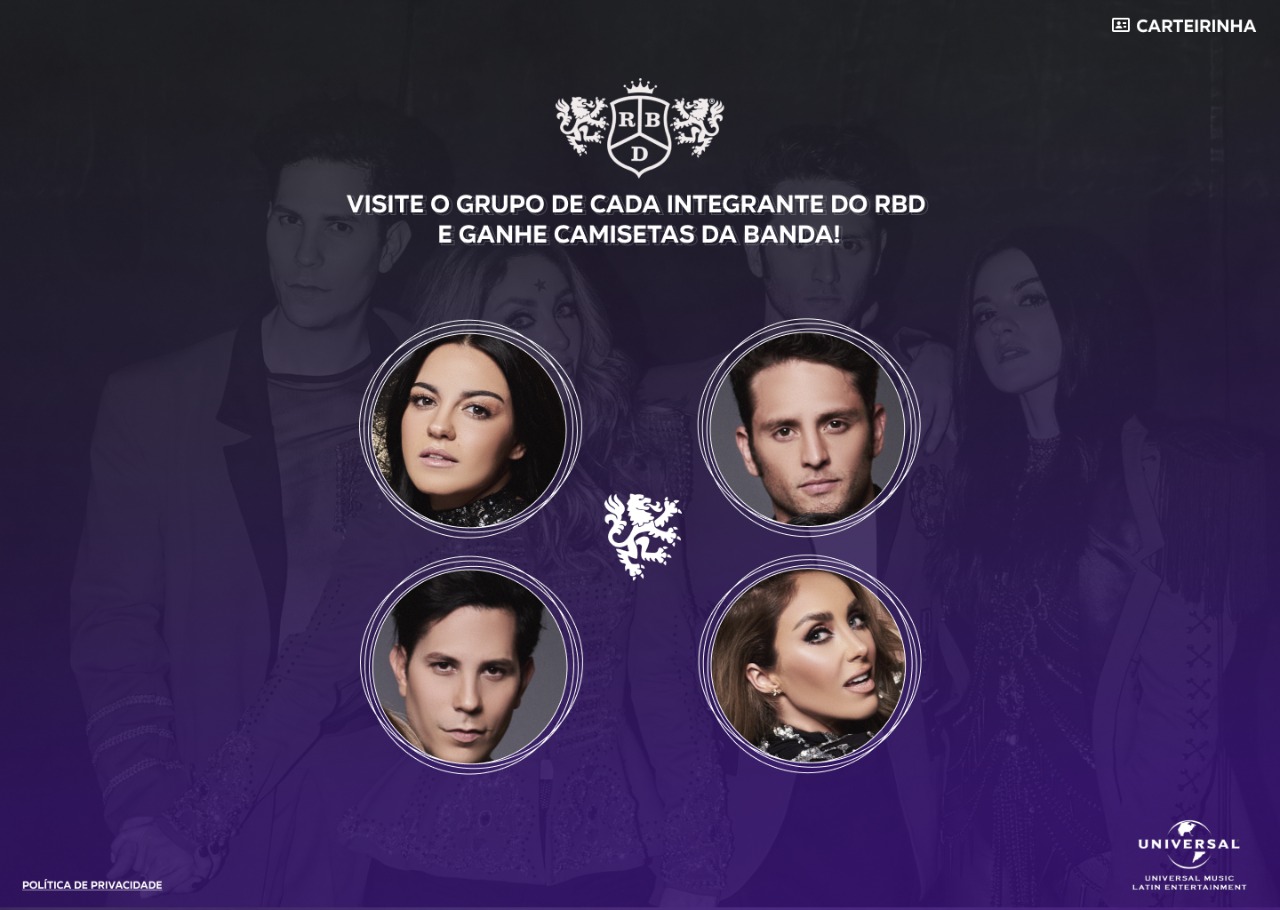 CARTEIRINHA
R B
D
VISITE O GRUPO DE CADA INTEGRANTE DO RBD
E GANHE CAMISETAS DA BANDA!
UNIVERSAL
UNIVERSAL MUSIC
LATIN ENTERTAINMENT
POLÍTICA DE PRIVACIDADE